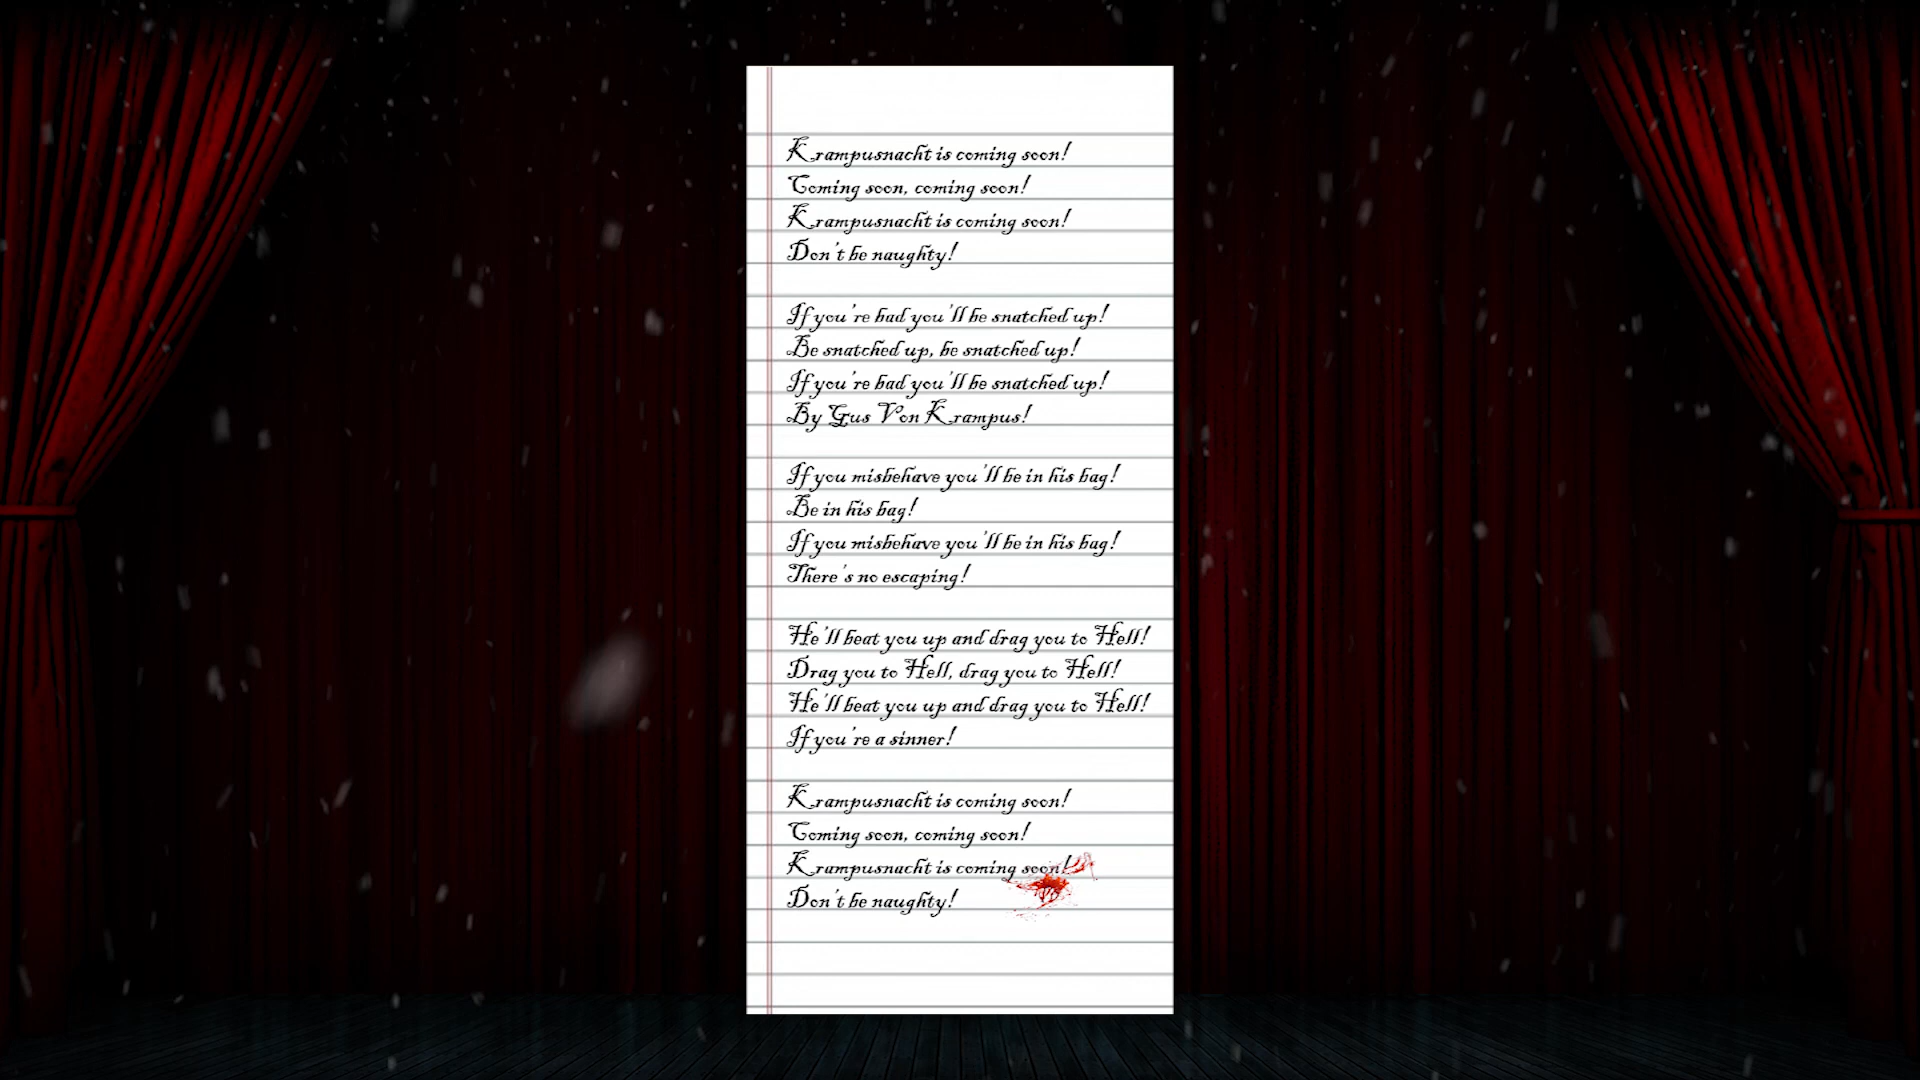 Krampusnacht is coming soon!
Coming soon, coming soon!
Krampusnacht is coming soon!
Don't be naughty!
If you're bad you'll be snatched up!
Be snatched up, be snatched up!
If you're bad you'll be snatched up!
By Gus Von Krampus!
If you misbehave you'll be in his bag!
Be in his bag!
If you misbehave you'll be in his bag!
There's no escaping!
He'll beat you up and drag you to Hell!
Drag you to Hell, drag you to Hell!
He'll beat you up and drag you to Hell!
If you're a sinner!
Krampusnacht is coming soon!
Coming soon, coming soon!
Krampusnacht is coming soon!
Don't be naughty!